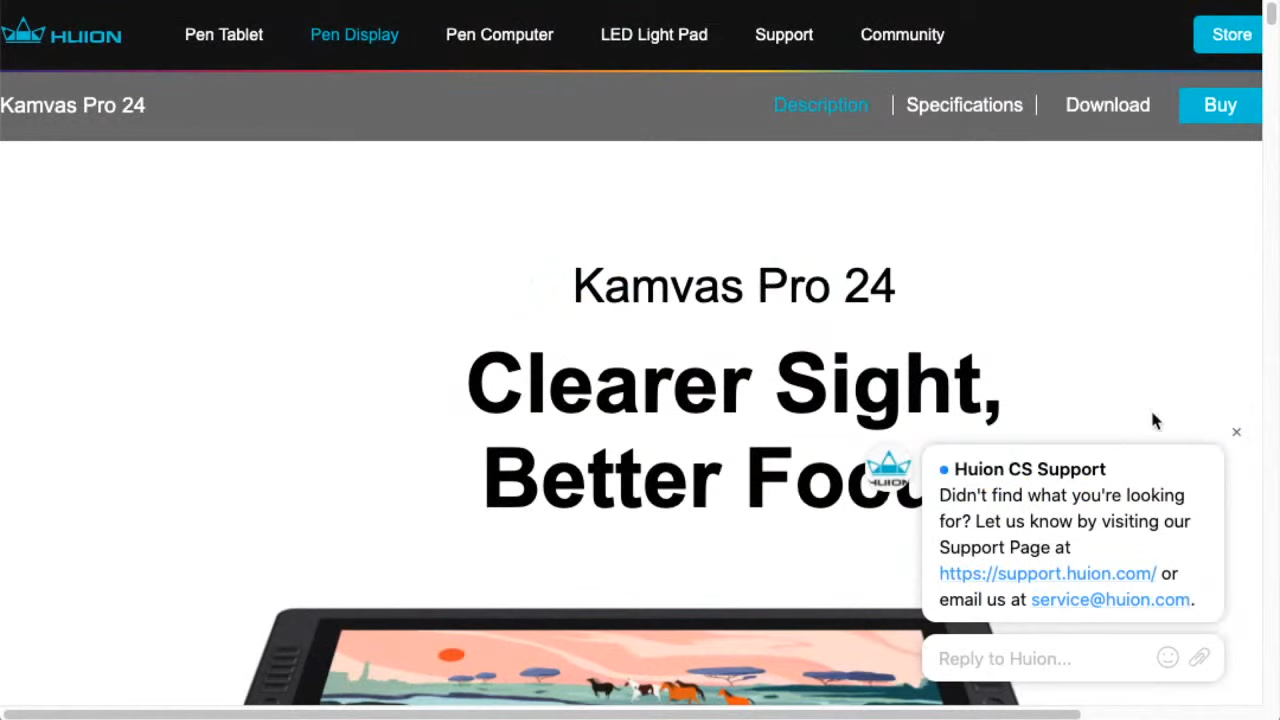 HUION
Pen Tablet
Pen Display
Pen Computer
LED Light Pad
Support
Community
Store
Kamvas Pro 24
Description
Specifications
Download
Buy
Kamvas Pro 24
Clearer Sight,
Better Focu
HUION
Huion CS Support
Didn't find what you're looking
for? Let us know by visiting our
Support Page at
https://support.huion.com/ or
email us at service@huion.com.
Reply to Huion...